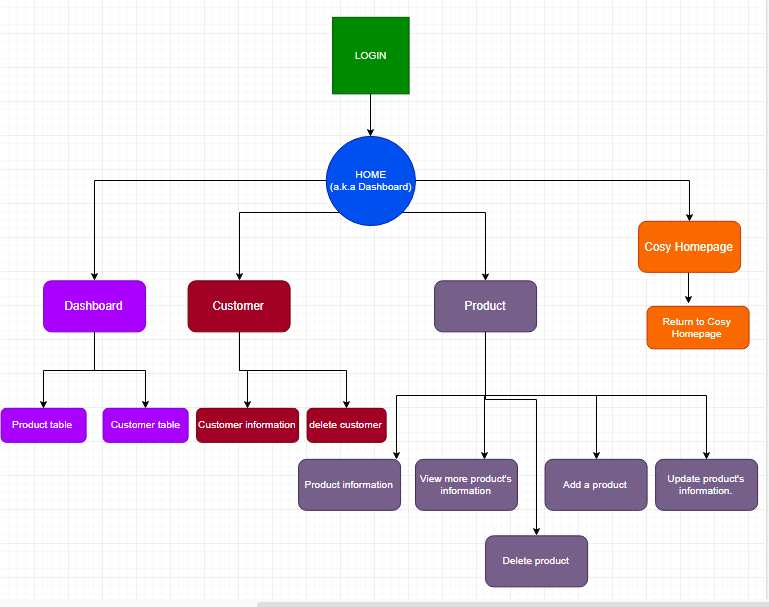 LOGIN
HOME
(a.k.a Dashboard)
Cosy Homepage
Dashboard
Customer
Product
Return to Cosy
Homepage
Product table
Customer table
Customer information
delete customer
Product information
View more product's
information
Add a product
Update product's
information.
Delete product